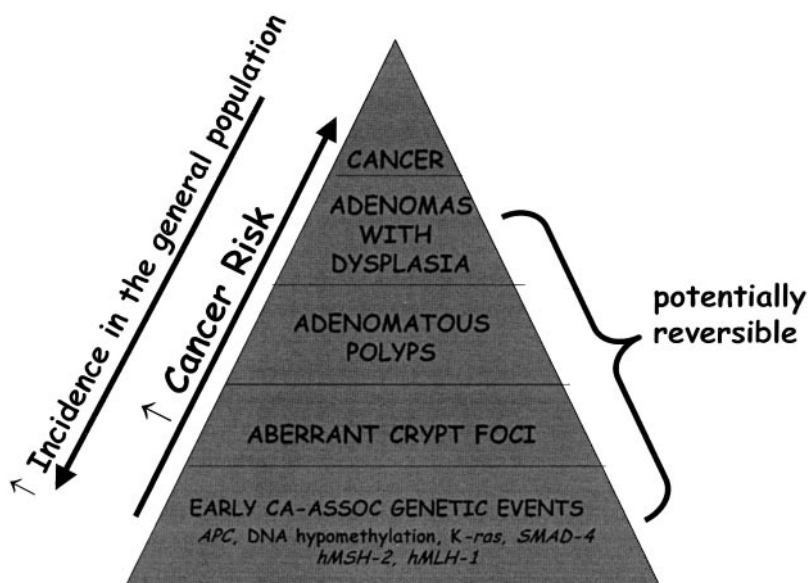 ↑ Incidence in the general population
↑ Cancer Risk
CANCER
ADENOMAS
WITH
DYSPLASIA
ADENOMATOUS
POLYPS
ABERRANT CRYPT FOCI
EARLY CA-ASSOC GENETIC EVENTS
APC, DNA hypomethylation, K-ras, SMAD-4
hMSH-2, hMLH-1
potentially
reversible